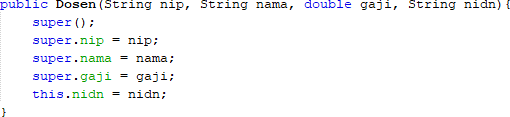 public Dosen(String nip, String nama, double gaji, String nidn){
    super();
    super.nip = nip;
    super.nama = nama;
    super.gaji = gaji;
    this.nidn = nidn;
}